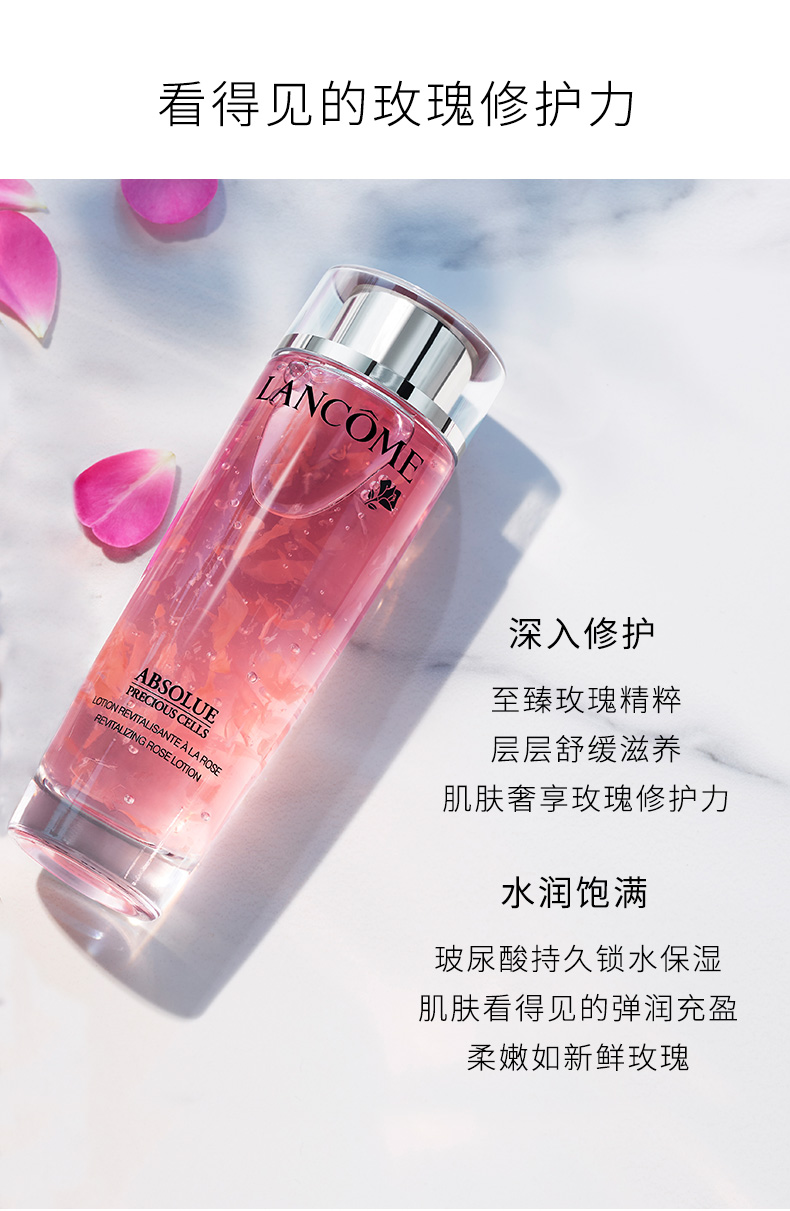 看得见的玫瑰修护力
LANCÔME
ABSOLUE
PRECIOUS CELLS
LOTION REVITALISANTE À LA ROSE
REVITALIZING ROSE LOTION
深入修护
至臻玫瑰精粹
层层舒缓滋养
肌肤奢享玫瑰修护力
水润饱满
玻尿酸持久锁水保湿
肌肤看得见的弹润充盈
柔嫩如新鲜玫瑰